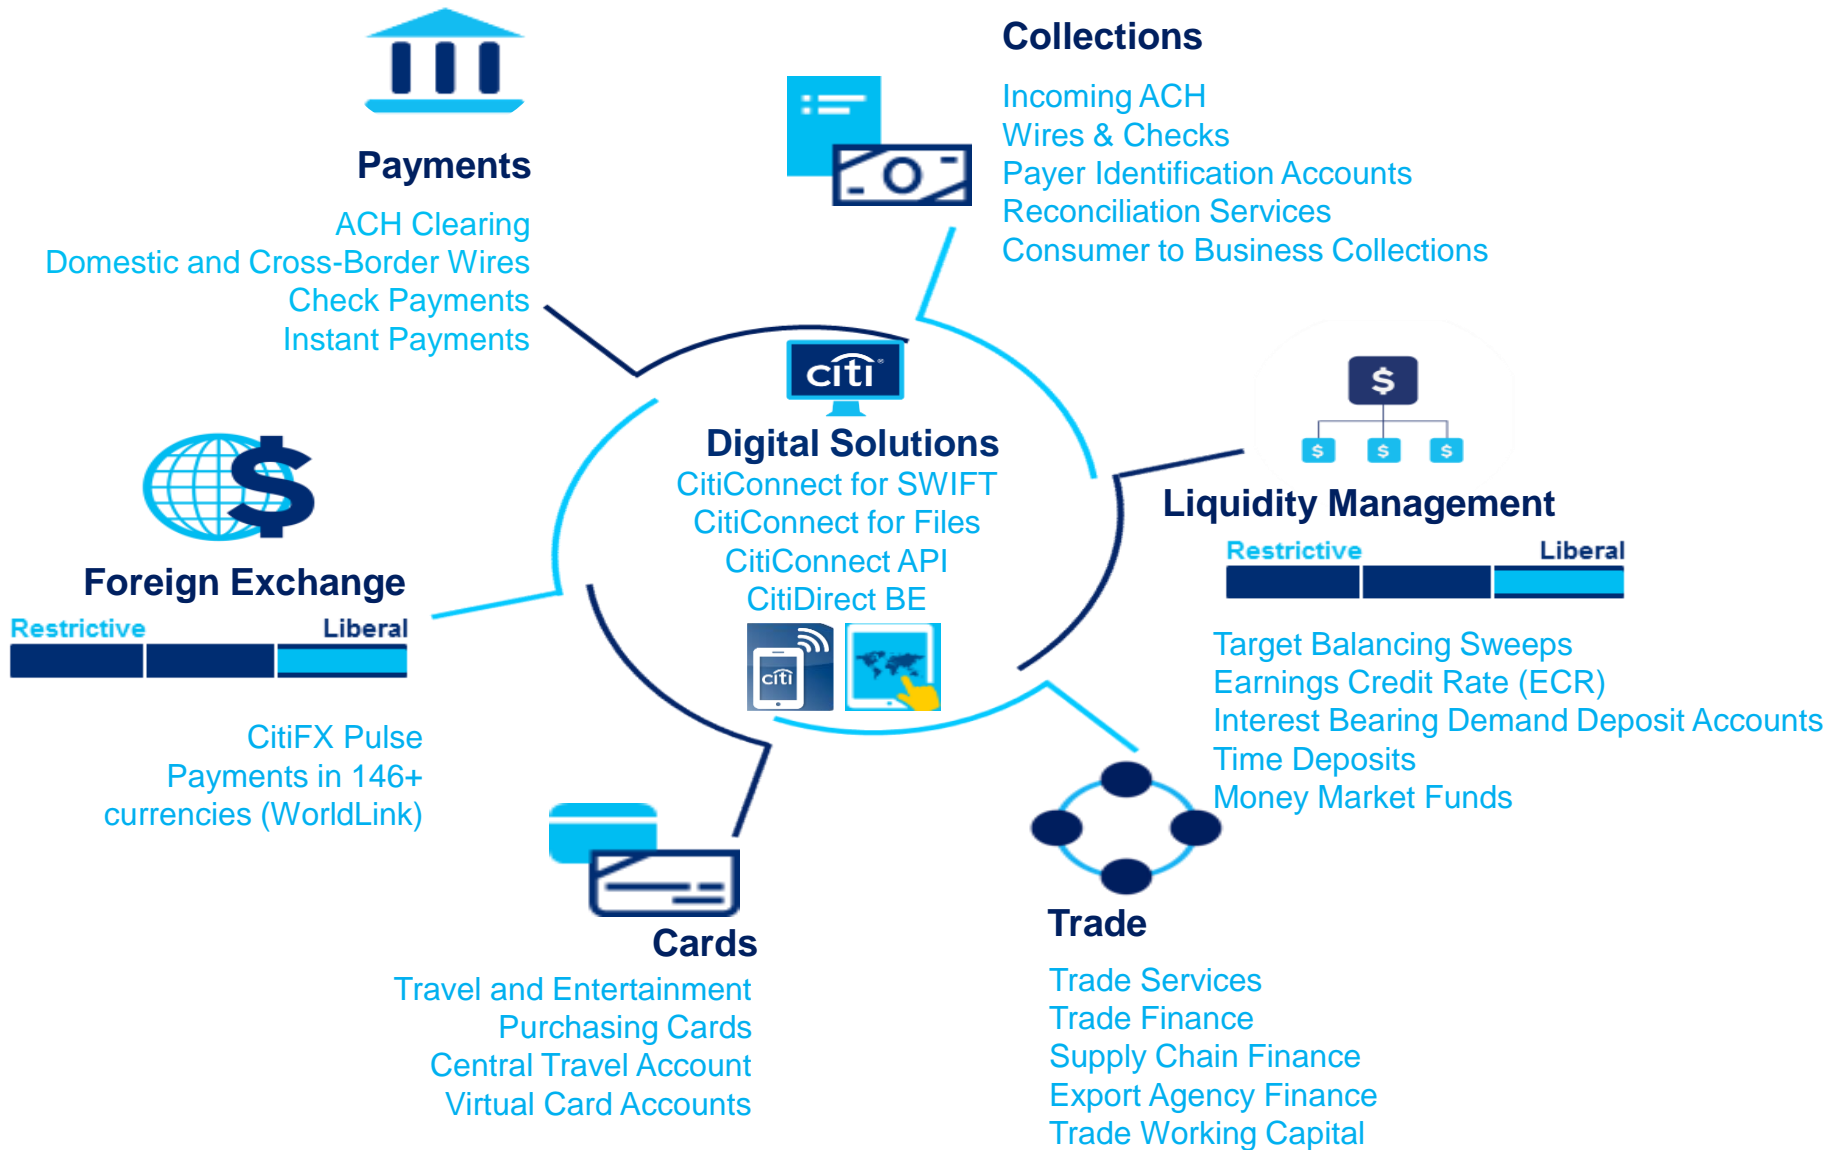 Payments
ACH Clearing
Domestic and Cross-Border Wires
Check Payments
Instant Payments
Collections
Incoming ACH
Wires & Checks
Payer Identification Accounts
Reconciliation Services
Consumer to Business Collections
citi®
Digital Solutions
CitiConnect for SWIFT
CitiConnect for Files
CitiConnect API
CitiDirect BE
citi
$
$ $ $
Liquidity Management
Restrictive Liberal
Target Balancing Sweeps
Earnings Credit Rate (ECR)
Interest Bearing Demand Deposit Accounts
Time Deposits
Money Market Funds
$
Foreign Exchange
Restrictive Liberal
CitiFX Pulse
Payments in 146+
currencies (WorldLink)
Cards
Travel and Entertainment
Purchasing Cards
Central Travel Account
Virtual Card Accounts
Trade
Trade Services
Trade Finance
Supply Chain Finance
Export Agency Finance
Trade Working Capital